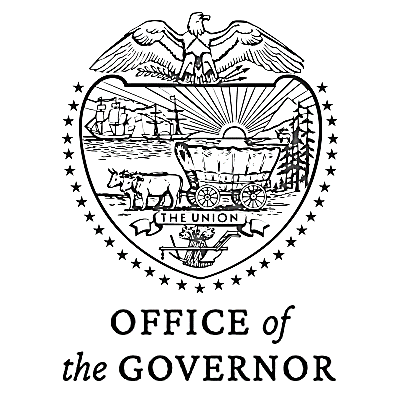 THE UNION
OFFICE of
the GOVERNOR